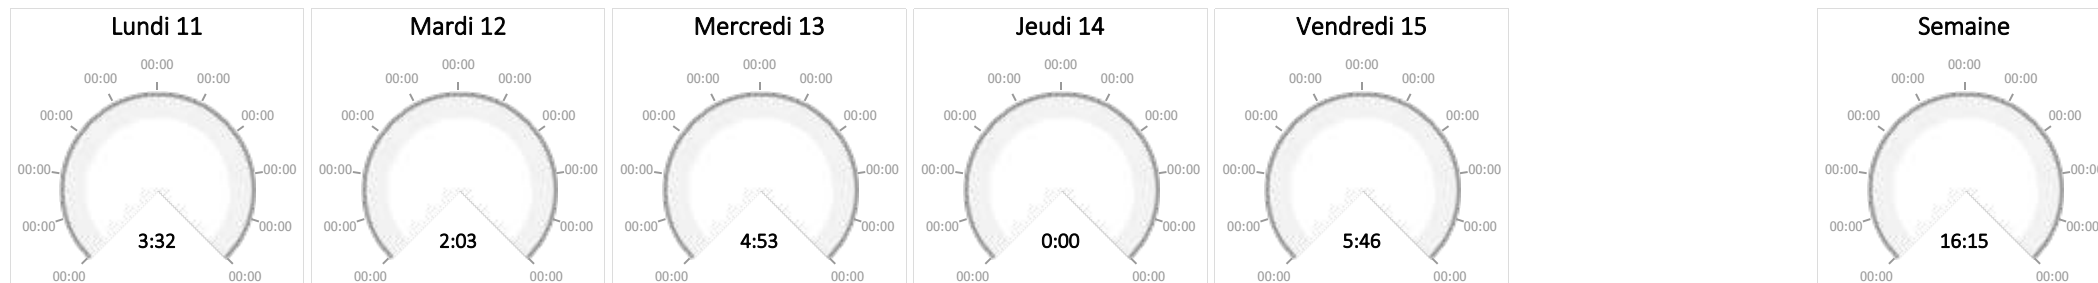 Lundi 11 Mardi 12 Mercredi 13 Jeudi 14 Vendredi 15 Semaine
00:00 00:00 00:00 00:00 00:00 00:00
00:00 00:00 00:00 00:00 00:00 00:00 00:00 00:00 00:00 00:00 00:00 00:00
00:00 00:00 00:00 00:00 00:00 00:00 00:00 00:00 00:00 00:00 00:00 00:00
00:00 00:00 00:00 00:00 00:00 00:00 00:00 00:00 00:00 00:00 00:00 00:0
00:00 00:00 00:00 00:00 00:00 00:00 00:00 00:00 00:00 00:00 00:00 00:0
3:32 2:03 4:53 0:00 5:46 16:15
00:00 00:00 00:00 00:00 00:00 00:00 00:00 00:00 00:00 00:00 00:00 00:00